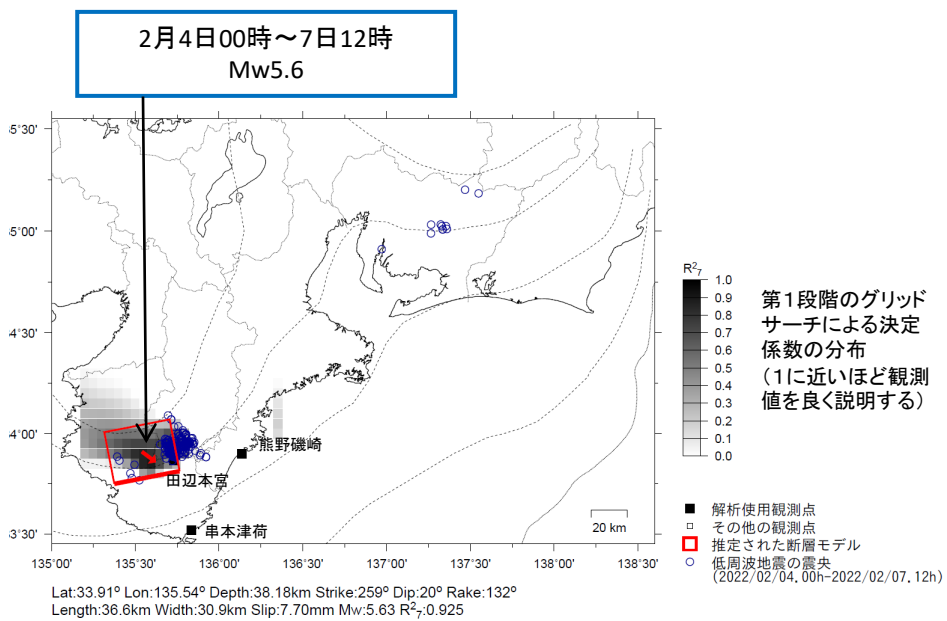 2月4日00時～7日12時
Mw5.6
5°30'
5°00'
4°30'
4°00'
3°30'
135°00'
135°30'
136°00'
136°30'
137°00'
137°30'
138°00'
138°30'
熊野磯崎
田辺本宮
串本津荷
20 km
R²₇
1.0
0.9
0.8
0.7
0.6
0.5
0.4
0.3
0.2
0.1
0.0
第１段階のグリッド
サーチによる決定
係数の分布
（１に近いほど観測
値を良く説明する）
解析使用観測点
その他の観測点
推定された断層モデル
低周波地震の震央
(2022/02/04,00h-2022/02/07,12h)
Lat:33.91° Lon:135.54° Depth:38.18km Strike:259° Dip:20° Rake:132°
Length:36.6km Width:30.9km Slip:7.70mm Mw:5.63 R²₇:0.925